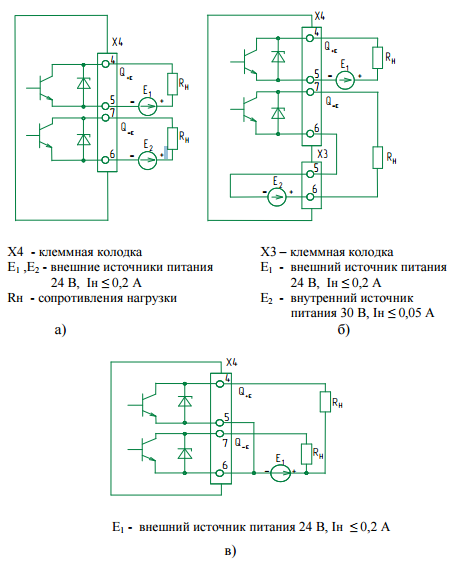 X4
4
Q+E
RН
E1
- +
5
7
Q-E
RН
E2
6
- +
X4
4
Q+E
RН
5
E1
- +
7
Q-E
6
X3
5
RН
- +
E2
6
X4 - клеммная колодка
E1 ,E2 - внешние источники питания
24 В, Iн ≤ 0,2 А
Rн - сопротивления нагрузки
а)
X3 – клеммная колодка
E1 - внешний источник питания
24 В, Iн ≤ 0,2 А
E2 - внутренний источник
питания 30 В, Iн ≤ 0,05 А
б)
X4
4
Q+E
RН
5
7
Q-E
E1
RН
6
- +
E1 - внешний источник питания 24 В, Iн ≤ 0,2 А
в)